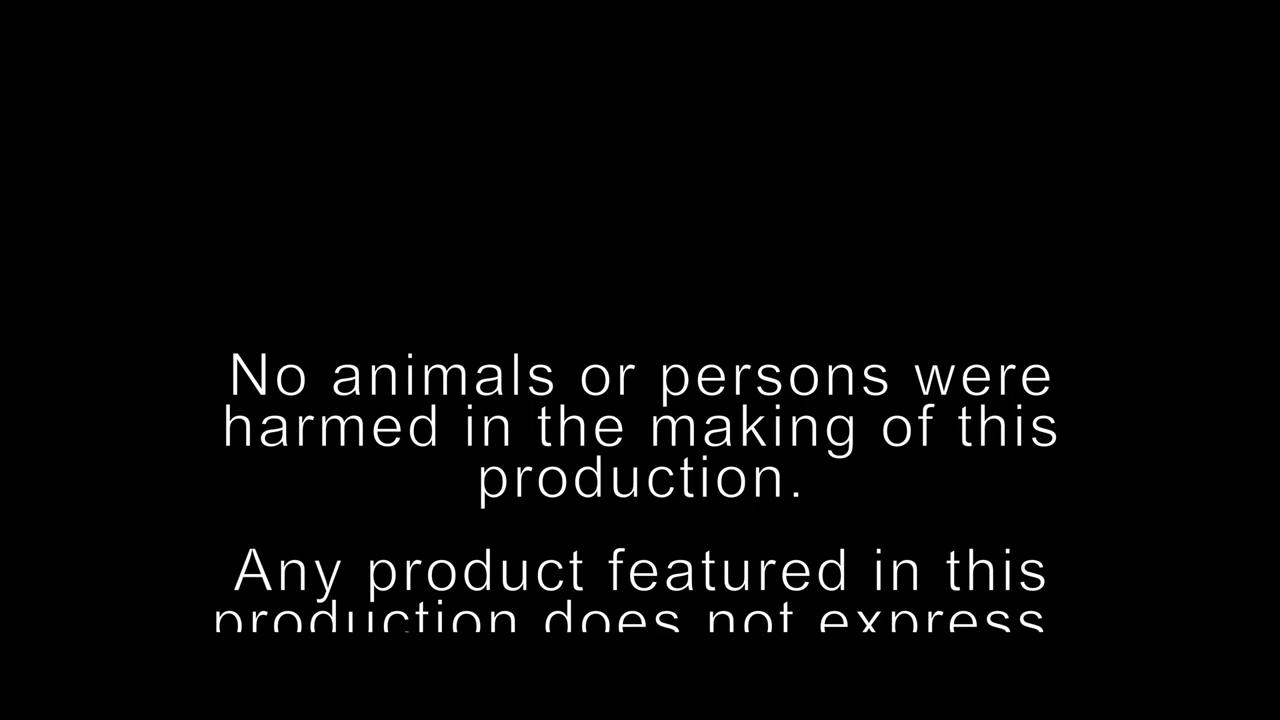 No animals or persons were
harmed in the making of this
production.
Any product featured in this
production does not express